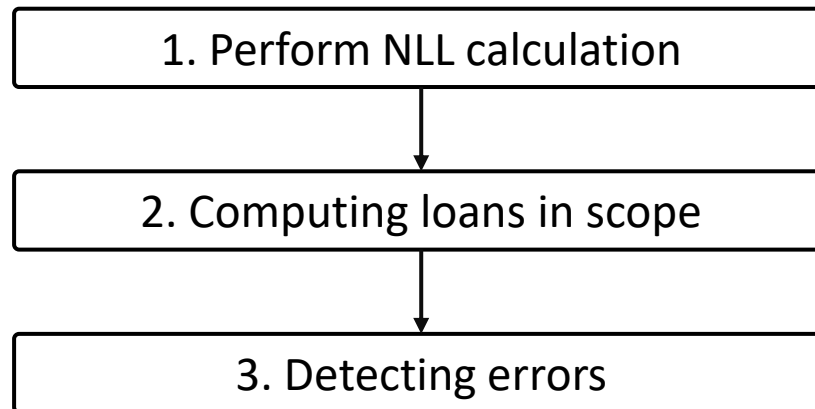 1. Perform NLL calculation
2. Computing loans in scope
3. Detecting errors